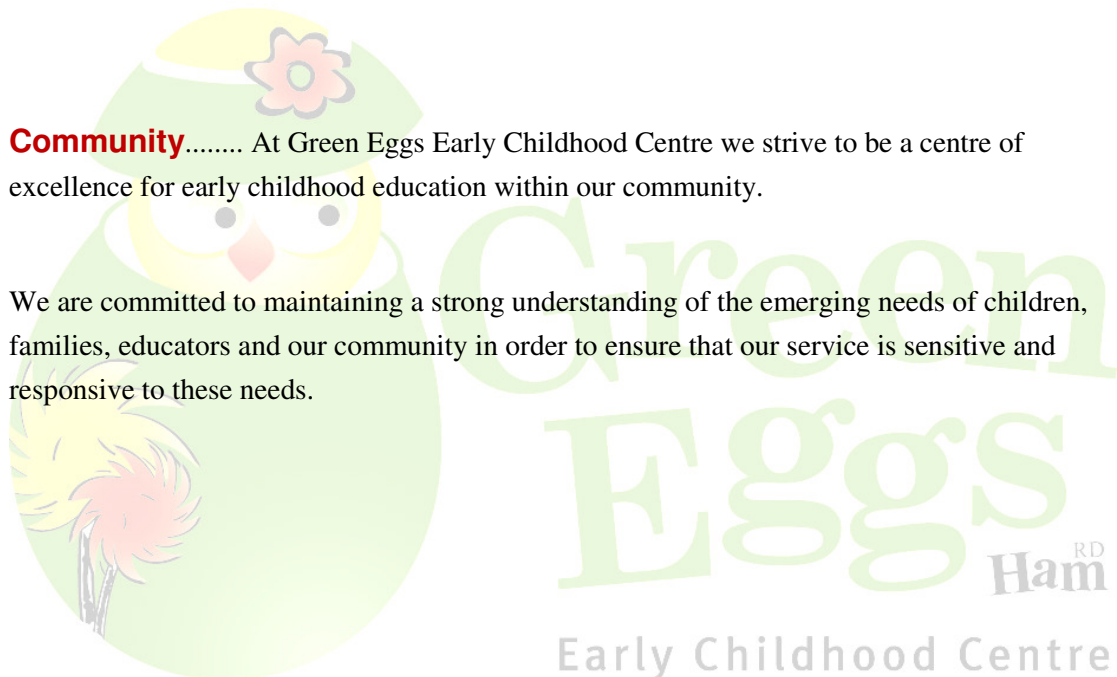 Community........ At Green Eggs Early Childhood Centre we strive to be a centre of
excellence for early childhood education within our community.
We are committed to maintaining a strong understanding of the emerging needs of children,
families, educators and our community in order to ensure that our service is sensitive and
responsive to these needs.
Green
Eggs
Ham RD
Early Childhood Centre